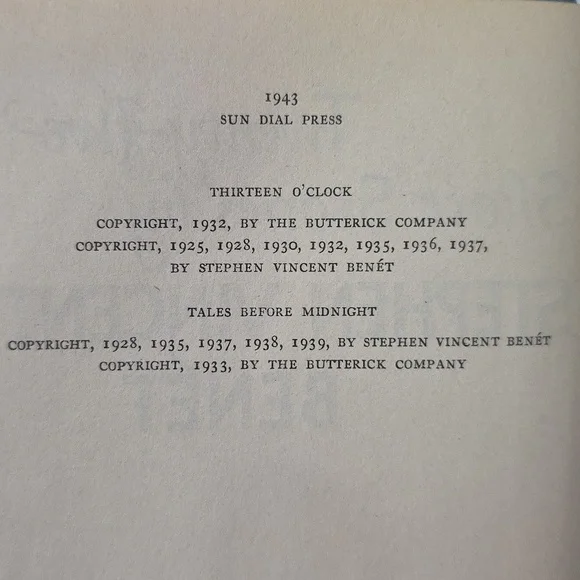 1943
SUN DIAL PRESS
THIRTEEN O'CLOCK
COPYRIGHT, 1932, BY THE BUTTERICK COMPANY
COPYRIGHT, 1925, 1928, 1930, 1932, 1935, 1936, 1937,
BY STEPHEN VINCENT BENÉT
TALES BEFORE MIDNIGHT
COPYRIGHT, 1928, 1935, 1937, 1938, 1939, BY STEPHEN VINCENT BENÉT
COPYRIGHT, 1933, BY THE BUTTERICK COMPANY